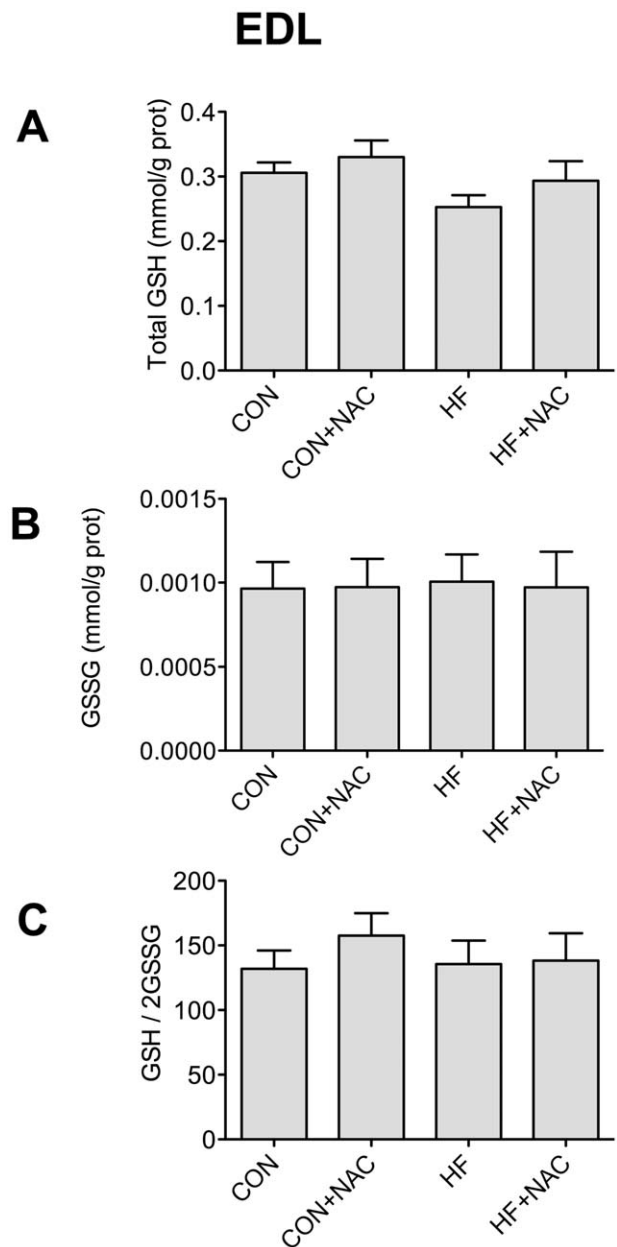 EDL
A
Total GSH (mmol/g prot)
0.4
0.3
0.2
0.1
0.0
CON
CON+NAC
HF
HF+NAC
B
GSSG (mmol/g prot)
0.0015
0.0010
0.0005
0.0000
CON
CON+NAC
HF
HF+NAC
C
GSH / 2GSSG
200
150
100
50
0
CON
CON+NAC
HF
HF+NAC